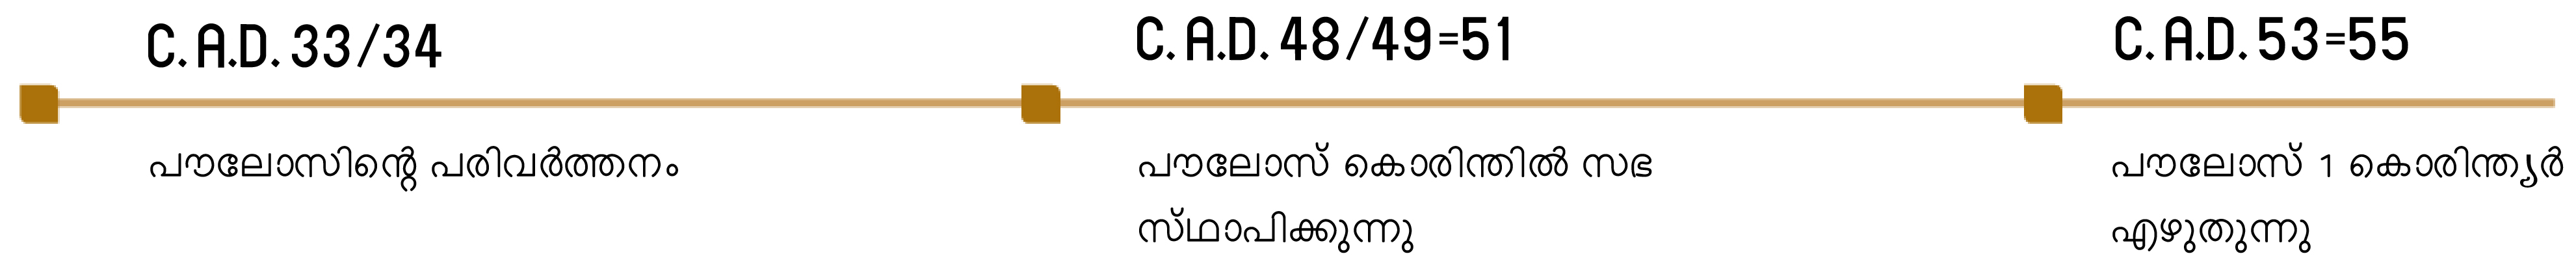 C. A.D. 33/34
പൗലോസിന്റെ പരിവർത്തനം
C. A.D. 48/49=51
പൗലോസ് കൊരിന്തിൽ സഭ
സ്ഥാപിക്കുന്നു
C. A.D. 53=55
പൗലോസ് 1 കൊരിന്ത്യർ
എഴുതുന്നു